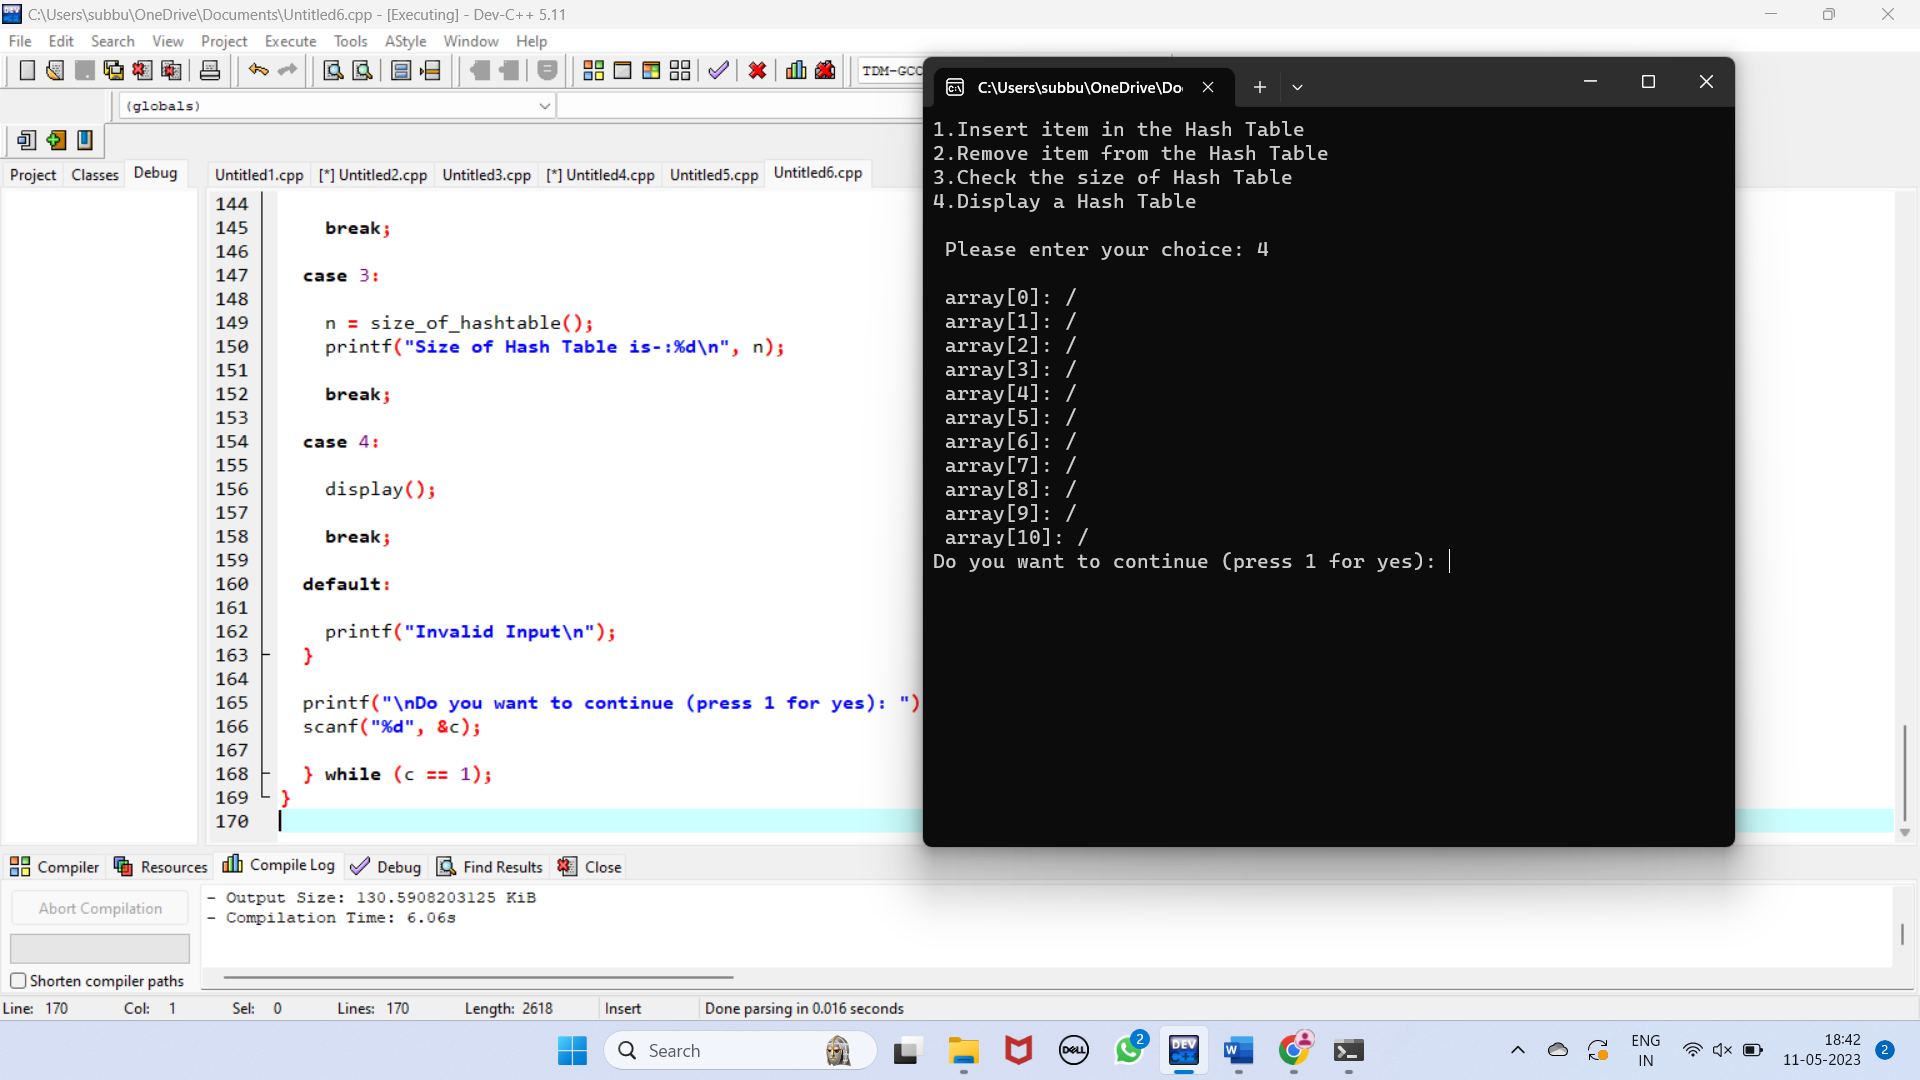 C:\Users\subbu\OneDrive\Documents\Untitled6.cpp - [Executing] - Dev-C++ 5.11
File Edit Search View Project Execute Tools AStyle Window Help
TDM-GCC
(globals)
Project Classes Debug
Untitled1.cpp [*] Untitled2.cpp Untitled3.cpp [*] Untitled4.cpp Untitled5.cpp Untitled6.cpp
144
145 break;
146
147 case 3:
148
149 n = size_of_hashtable();
150 printf("Size of Hash Table is-:%d\n", n);
151
152 break;
153
154 case 4:
155
156 display();
157
158 break;
159
160 default:
161
162 printf("Invalid Input\n");
163 }
164
165 printf("\nDo you want to continue (press 1 for yes): ")
166 scanf("%d", &c);
167
168 } while (c == 1);
169 }
170
C:\Users\subbu\OneDrive\Do
1.Insert item in the Hash Table
2.Remove item from the Hash Table
3.Check the size of Hash Table
4.Display a Hash Table
Please enter your choice: 4
array[0]: /
array[1]: /
array[2]: /
array[3]: /
array[4]: /
array[5]: /
array[6]: /
array[7]: /
array[8]: /
array[9]: /
array[10]: /
Do you want to continue (press 1 for yes):
Compiler Resources Compile Log Debug Find Results Close
Abort Compilation
Shorten compiler paths
- Output Size: 130.5908203125 KiB
- Compilation Time: 6.06s
Line: 170 Col: 1 Sel: 0 Lines: 170 Length: 2618 Insert Done parsing in 0.016 seconds
Search
DELL
2
DEV
C++
W
ENG
IN
18:42
11-05-2023
2